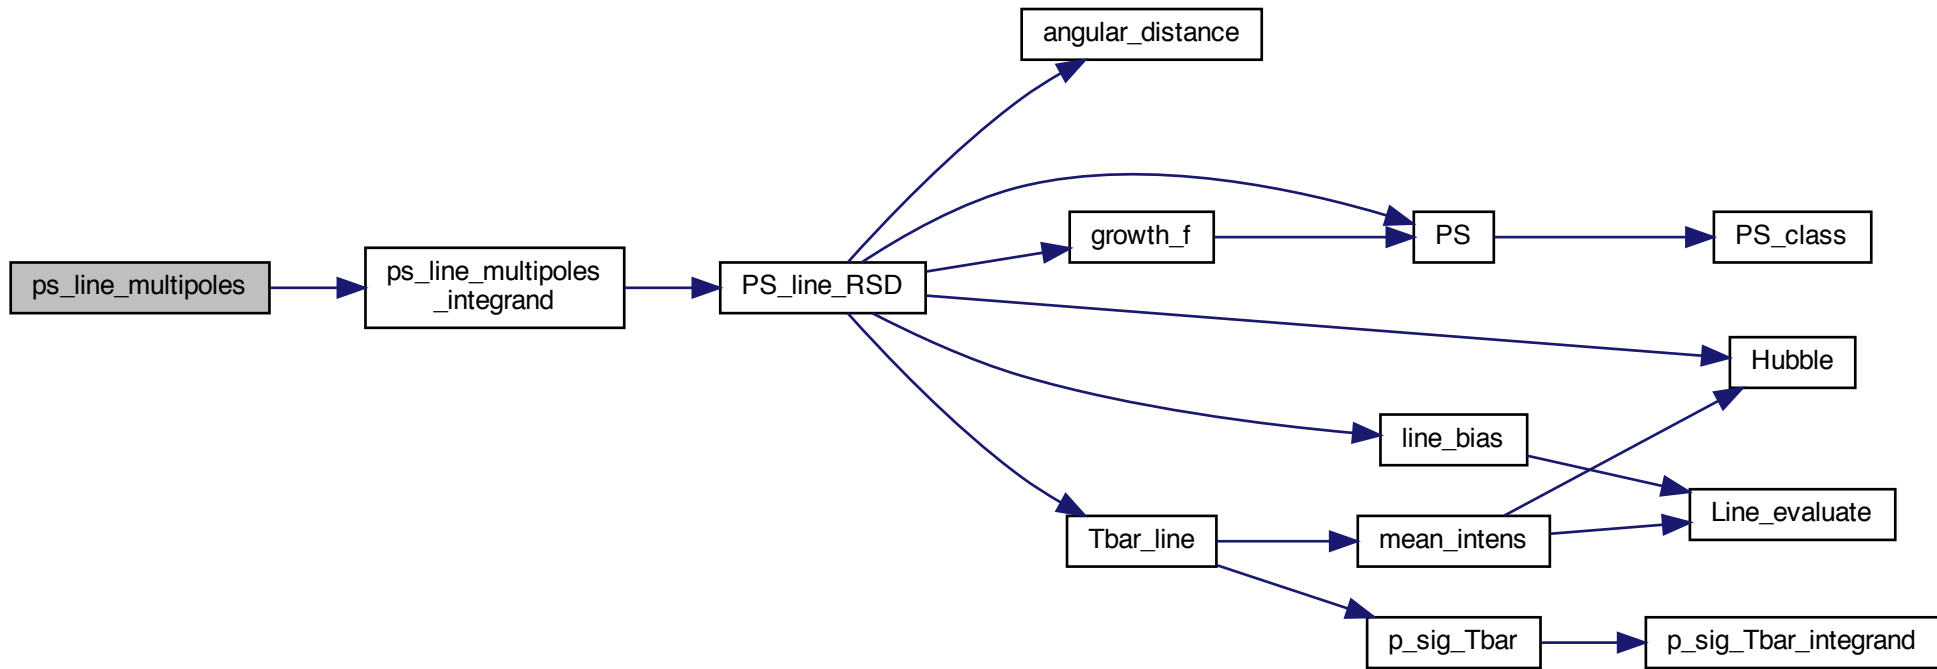 angular_distance
ps_line_multipoles
ps_line_multipoles
_integrand
PS_line_RSD
growth_f
PS
PS_class
Hubble
line_bias
Line_evaluate
Tbar_line
mean_intens
p_sig_Tbar
p_sig_Tbar_integrand